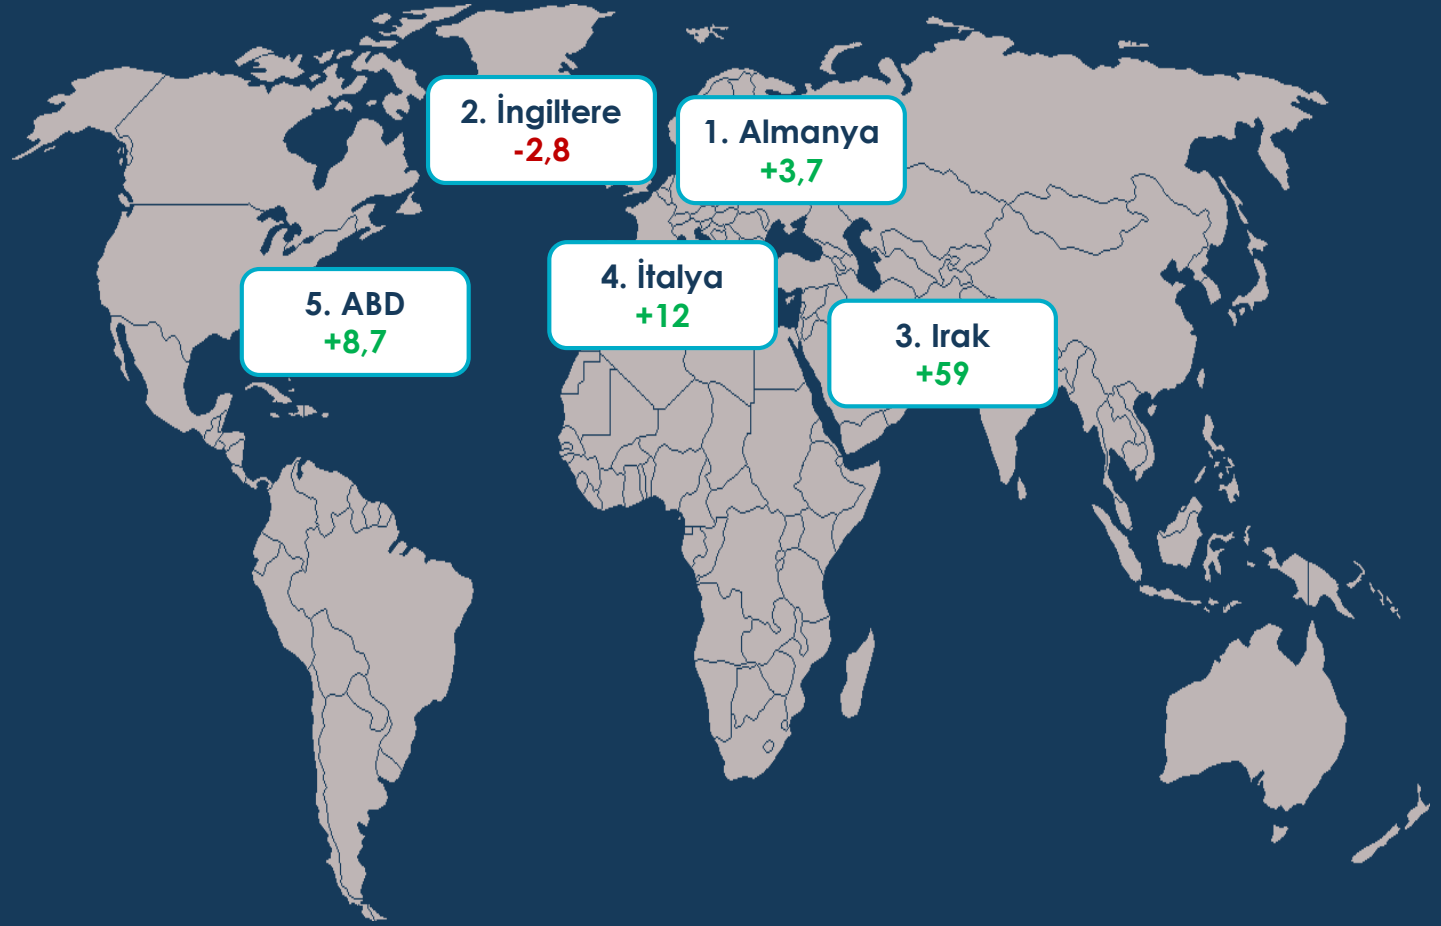 2. İngiltere
-2,8
1. Almanya
+3,7
4. İtalya
+12
5. ABD
+8,7
3. Irak
+59